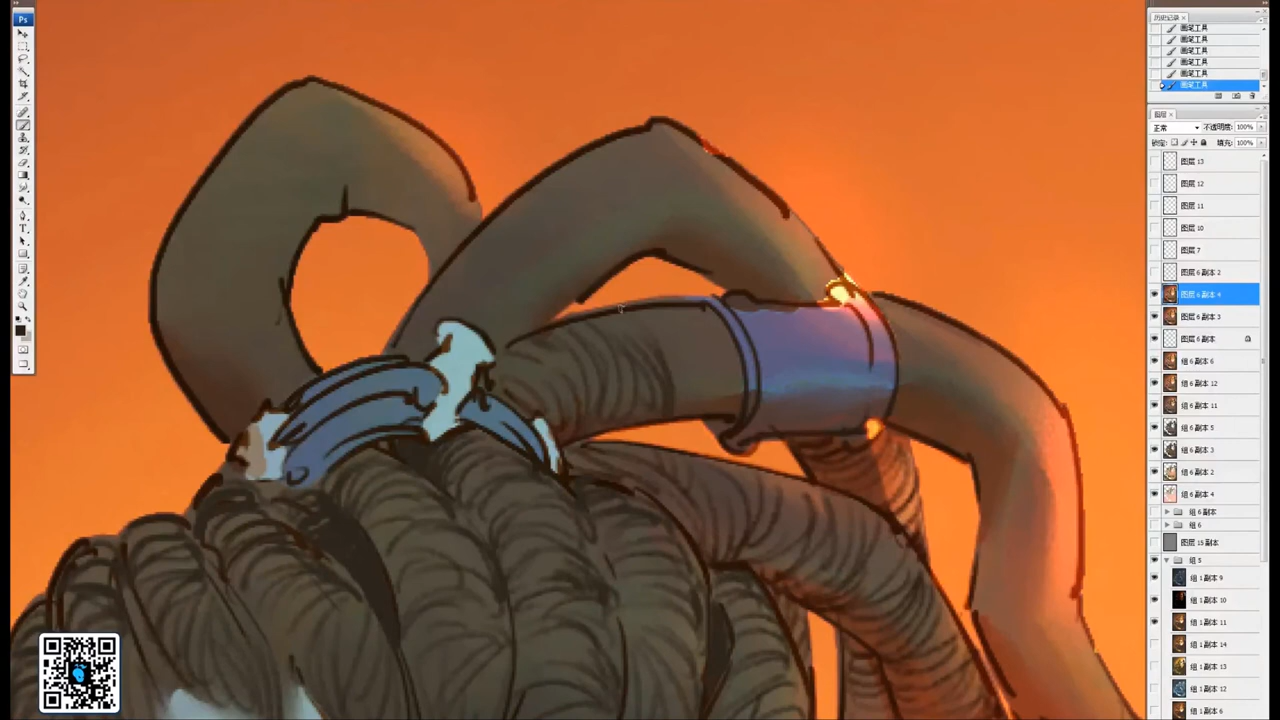 Ps
历史记录
画笔工具
画笔工具
画笔工具
画笔工具
画笔工具
画笔工具
图层
正常
不透明度: 100%
锁定:
填充: 100%
图层 13
图层 12
图层 11
图层 10
图层 7
图层 6 副本 2
图层 6 副本 4
图层 6 副本 3
图层 6 副本
组 6 副本 6
组 6 副本 12
组 6 副本 11
组 6 副本 5
组 6 副本 3
组 6 副本 2
组 6 副本 4
组 6 副本
组 6
图层 15 副本
组 5
组 1 副本 9
组 1 副本 10
组 1 副本 11
组 1 副本 14
组 1 副本 13
组 1 副本 12
组 1 副本 6